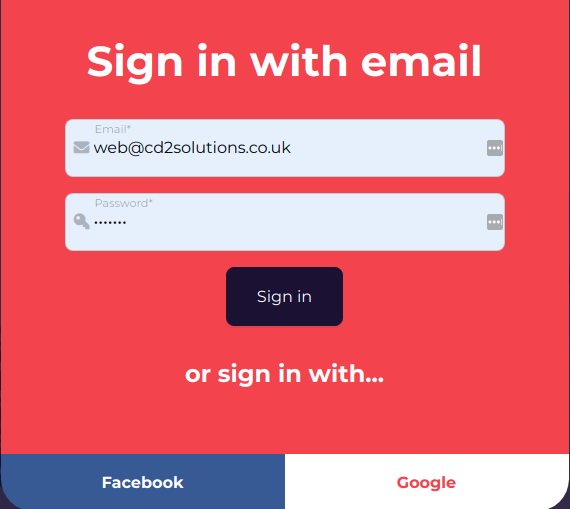 Sign in with email
Email*
web@cd2solutions.co.uk
Password*
•••••••
Sign in
or sign in with...
Facebook
Google